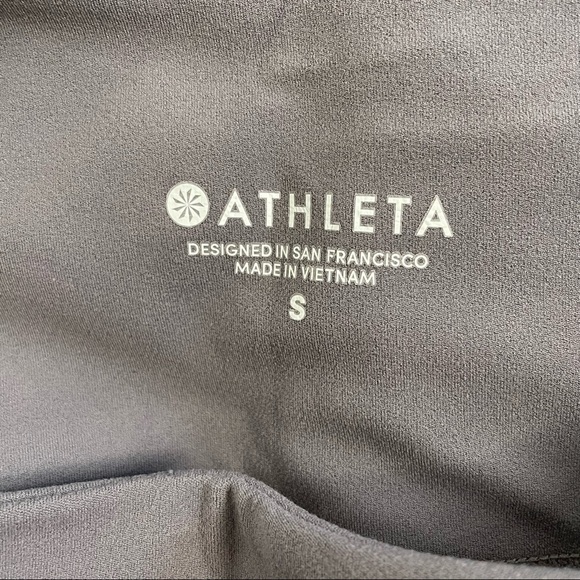 ATHLETA
DESIGNED IN SAN FRANCISCO
MADE IN VIETNAM
S